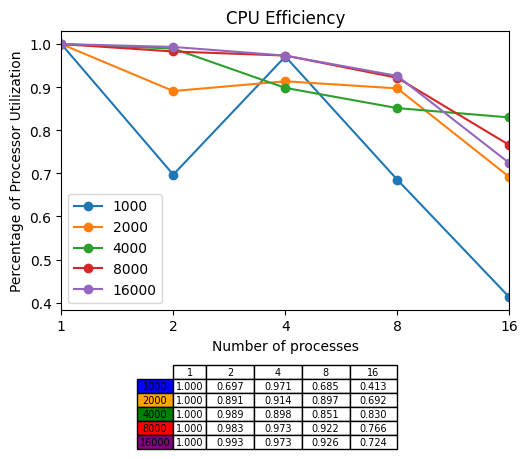 CPU Efficiency
Percentage of Processor Utilization
1.0
0.9
0.8
0.7
0.6
0.5
0.4
1000
2000
4000
8000
16000
1 2 4 8 16
Number of processes
1 2 4 8 16
1000 1.000 0.697 0.971 0.685 0.413
2000 1.000 0.891 0.914 0.897 0.692
4000 1.000 0.989 0.898 0.851 0.830
8000 1.000 0.983 0.973 0.922 0.766
16000 1.000 0.993 0.973 0.926 0.724